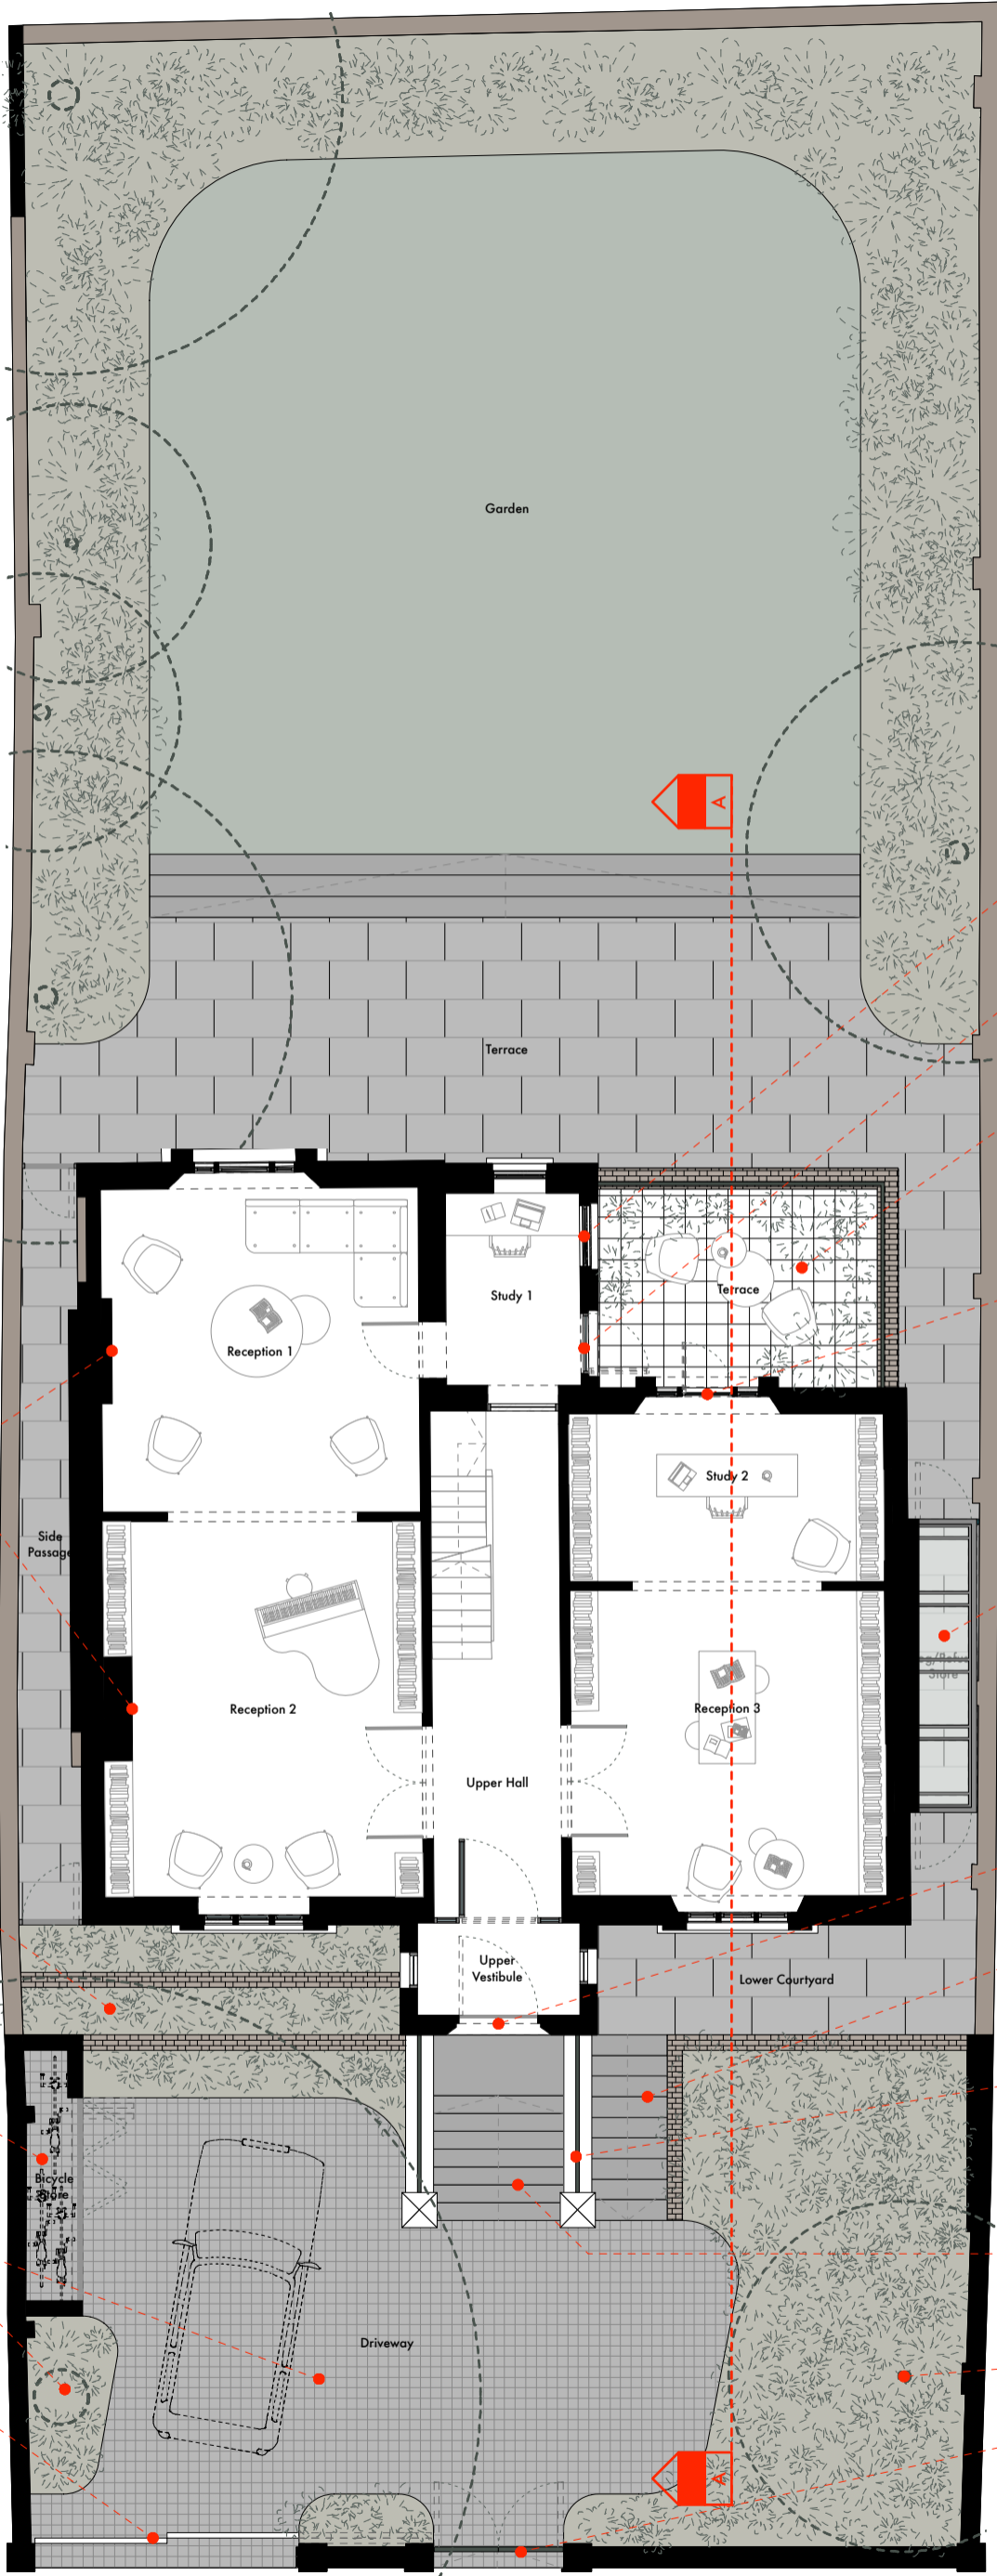 Garden
A
Terrace
Study 1
Terrace
Reception 1
Study 2
Side
Passage
Store
Reception 2
Reception 3
Upper Hall
Upper
Vestibule
Lower Courtyard
Bicycle
Store
Driveway
A